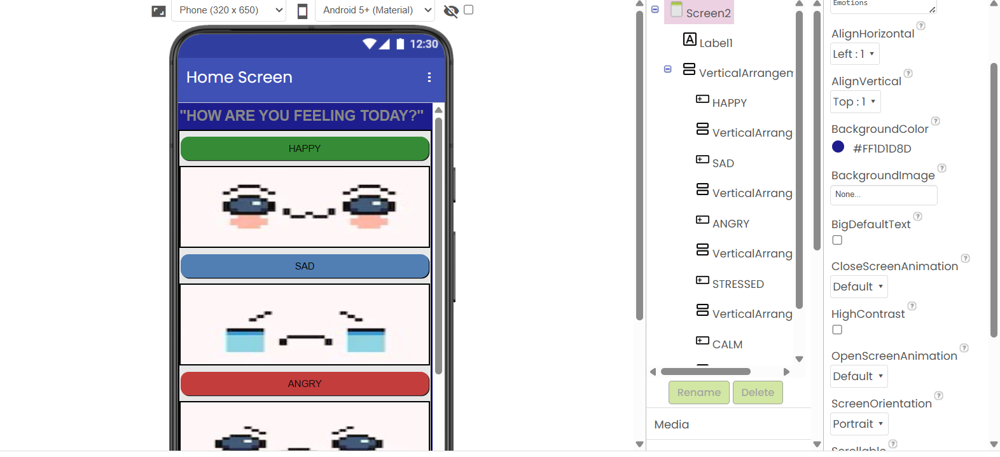 Phone (320 x 650)
Android 5+ (Material)
12:30
Home Screen
"HOW ARE YOU FEELING TODAY?"
HAPPY
SAD
ANGRY
Screen2
Label1
VerticalArrangem
HAPPY
VerticalArrang
SAD
VerticalArrang
ANGRY
VerticalArrang
STRESSED
VerticalArrang
CALM
Rename
Delete
Media
Emotions
AlignHorizontal
Left : 1
AlignVertical
Top : 1
BackgroundColor
#FF1D1D8D
BackgroundImage
None...
BigDefaultText
CloseScreenAnimation
Default
HighContrast
OpenScreenAnimation
Default
ScreenOrientation
Portrait
Scrollable